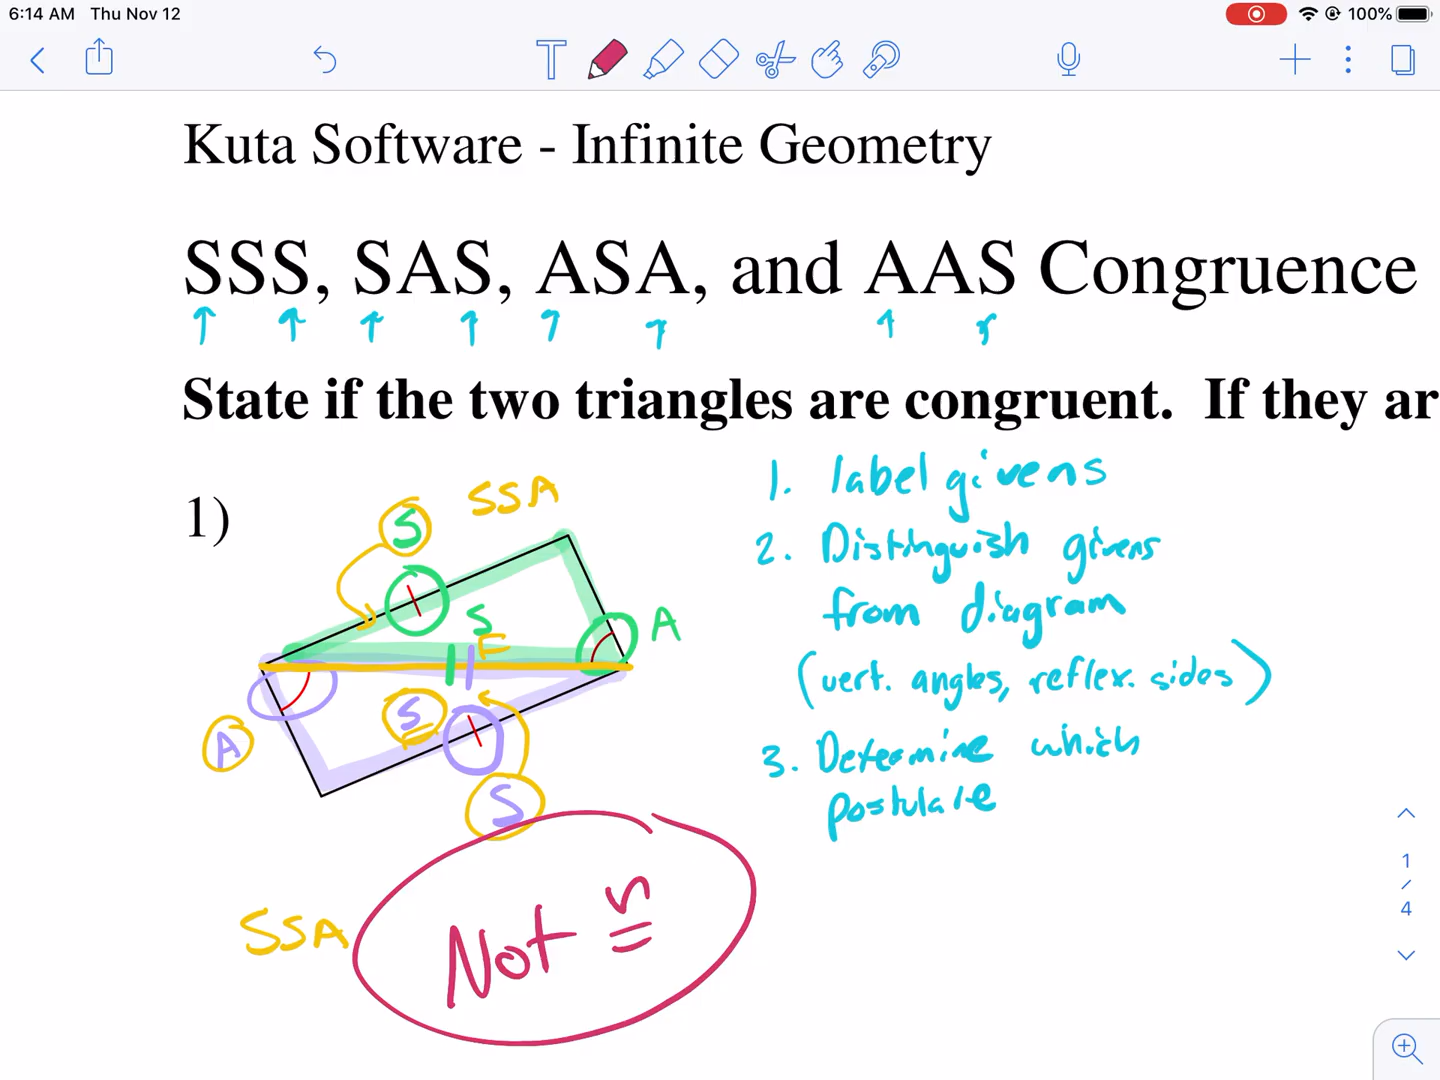 6:14 AM Thu Nov 12
100%
T
Kuta Software - Infinite Geometry
SSS, SAS, ASA, and AAS Congruence
State if the two triangles are congruent. If they ar
1)
S
SSA
S
A
A
S
S
1. label givens
2. Distinguish givens
from diagram
(vert. angles, reflex. sides)
3. Determine which
postulate
SSA
Not ≅
1
/
4